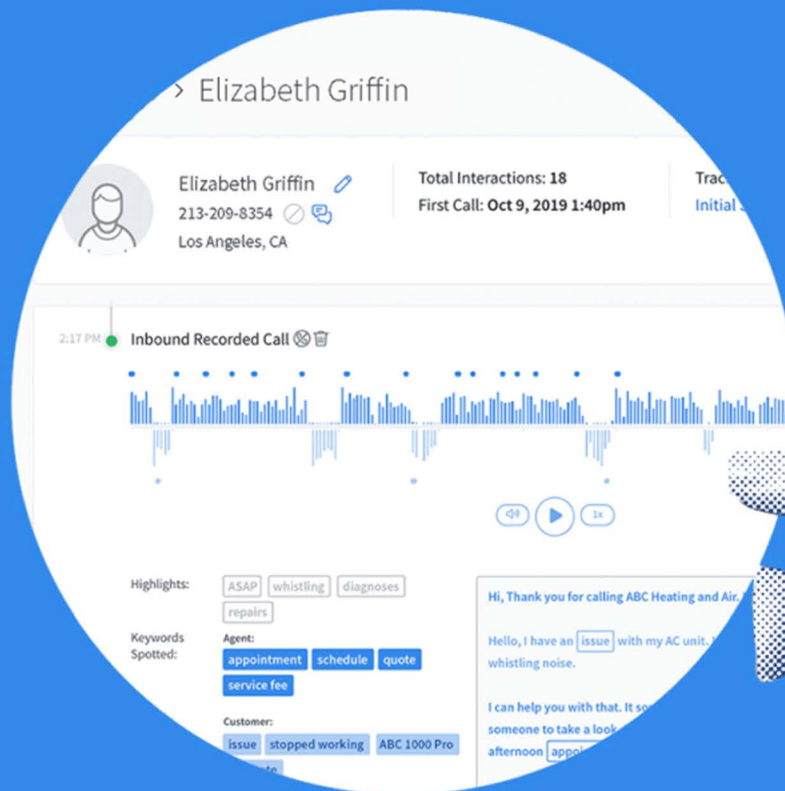 > Elizabeth Griffin
Elizabeth Griffin
213-209-8354
Los Angeles, CA
Total Interactions: 18
First Call: Oct 9, 2019 1:40pm
Initial
2:17 PM
Inbound Recorded Call
1x
Highlights:
ASAP whistling diagnoses
repairs
Keywords
Spotted:
Agent:
appointment schedule quote
service fee
Customer:
issue stopped working ABC 1000 Pro
Hi, Thank you for calling ABC Heating and Air.
Hello, I have an issue with my AC unit.
whistling noise.
I can help you with that. It
someone to take a look
afternoon